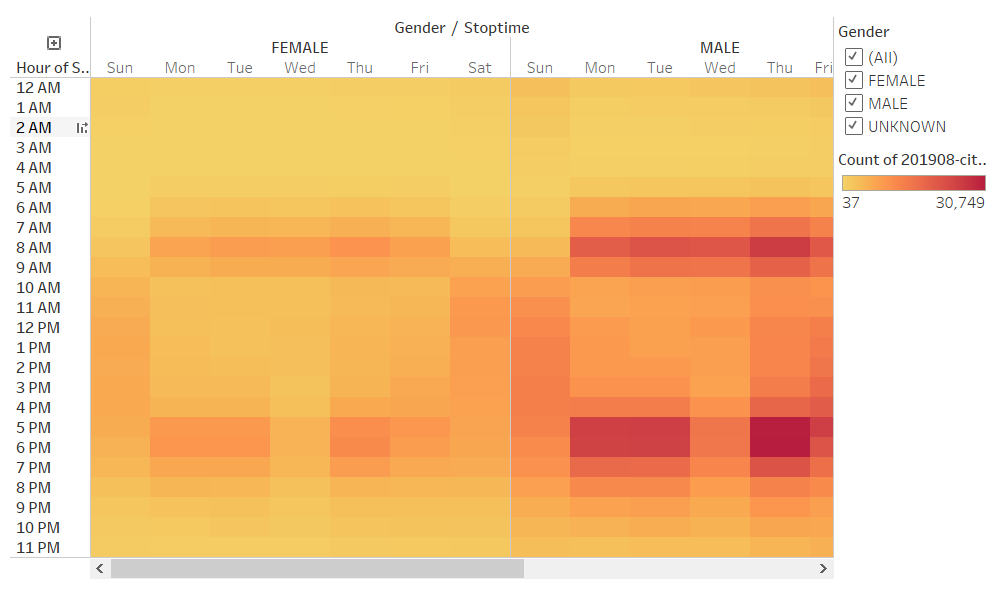 Gender / Stoptime
FEMALE MALE
Hour of S.. Sun Mon Tue Wed Thu Fri Sat Sun Mon Tue Wed Thu Fri
12 AM
1 AM
2 AM
3 AM
4 AM
5 AM
6 AM
7 AM
8 AM
9 AM
10 AM
11 AM
12 PM
1 PM
2 PM
3 PM
4 PM
5 PM
6 PM
7 PM
8 PM
9 PM
10 PM
11 PM
Gender
(All)
FEMALE
MALE
UNKNOWN
Count of 201908-cit..
37 30,749